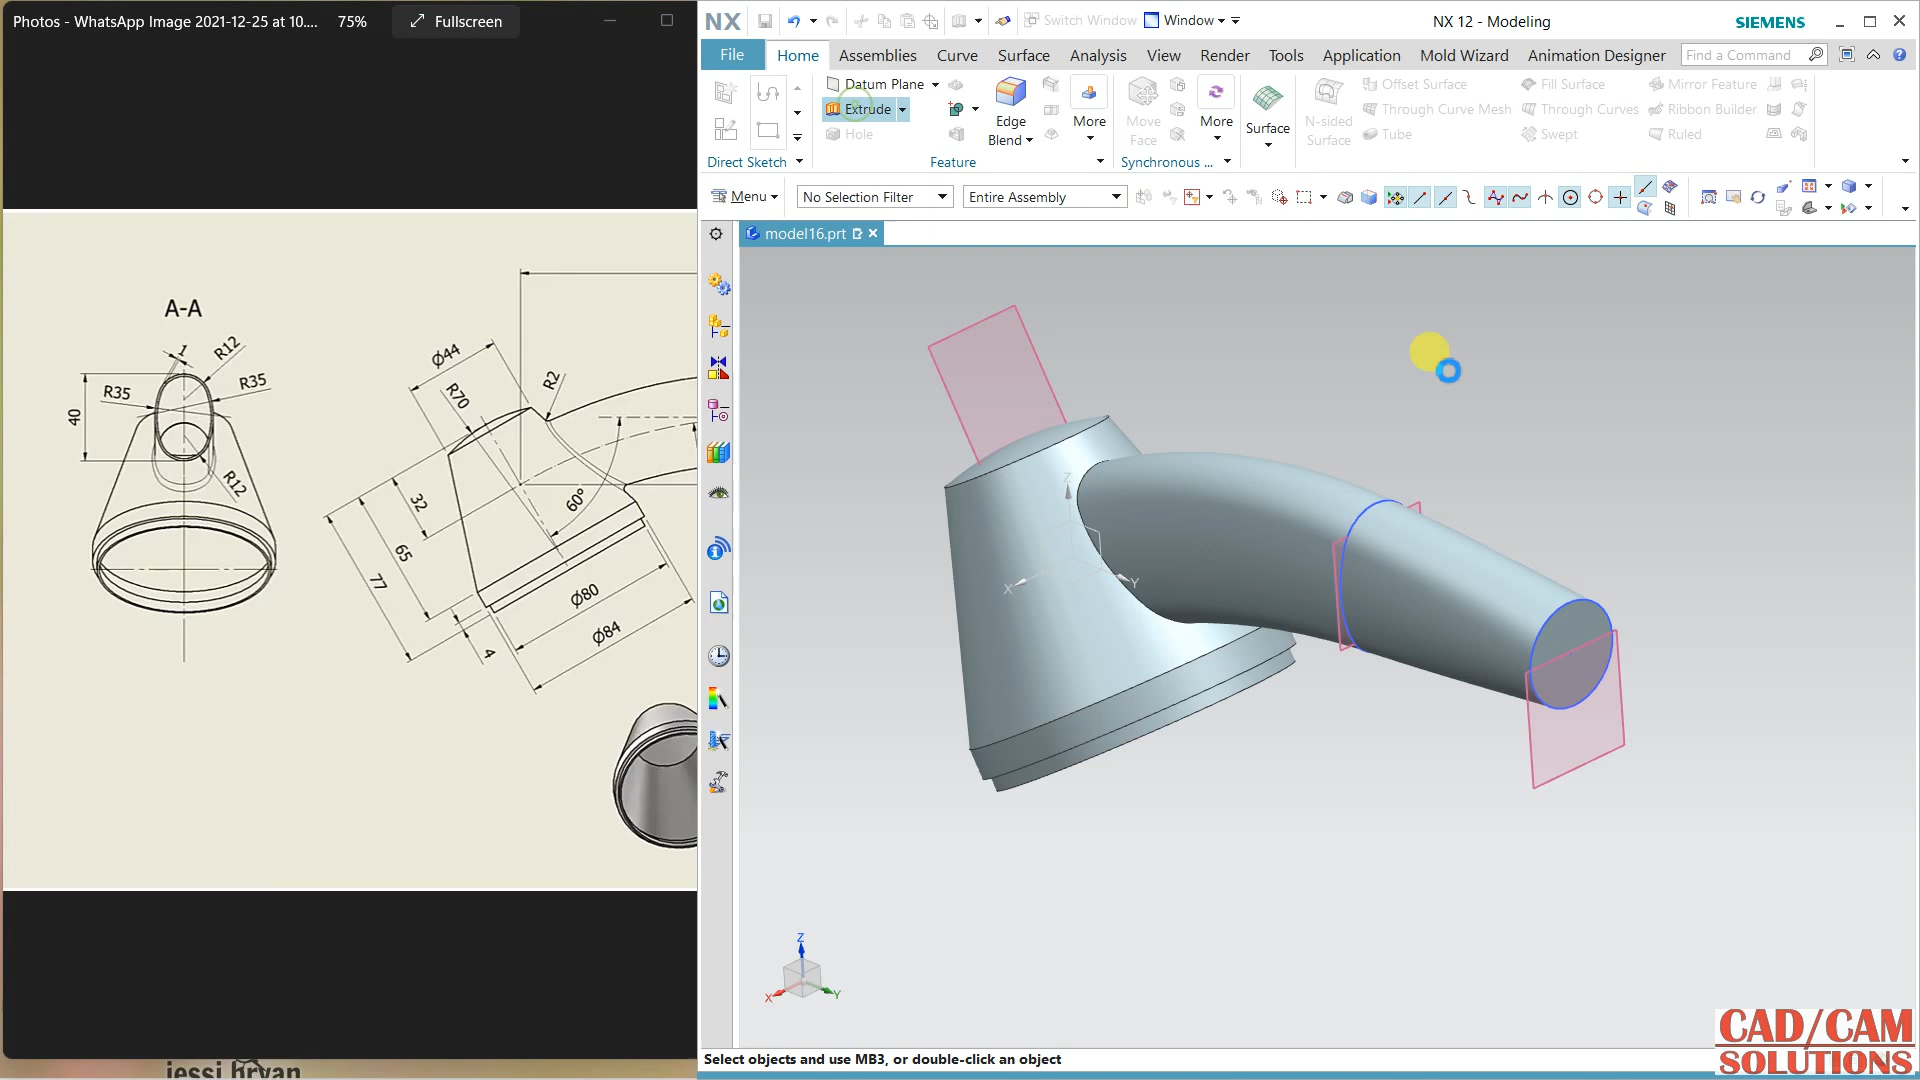 Photos - WhatsApp Image 2021-12-25 at 10....
75%
Fullscreen
NX
Switch Window
Window
NX 12 - Modeling
SIEMENS
File
Home
Assemblies
Curve
Surface
Analysis
View
Render
Tools
Application
Mold Wizard
Animation Designer
Find a Command
Datum Plane
Extrude
Hole
Edge
Blend
More
Move
Face
More
Surface
N-sided
Surface
Offset Surface
Through Curve Mesh
Tube
Fill Surface
Through Curves
Swept
Mirror Feature
Ribbon Builder
Ruled
Direct Sketch
Feature
Synchronous ...
Menu
No Selection Filter
Entire Assembly
model16.prt
A-A
1
R12
R35
R35
40
R12
Ø44
R70
R2
32
60°
65
77
Ø80
Ø84
4
Z
X
Y
Z
X
Y
Select objects and use MB3, or double-click an object
CAD/CAM
SOLUTIONS
jessi bryan